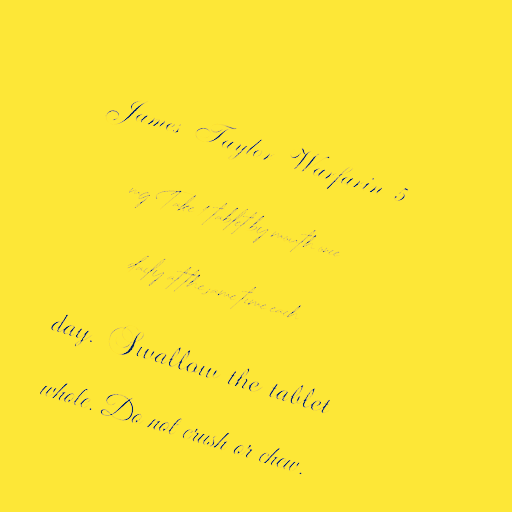 James Taylor Warfarin 5
mg Take 1 tablet by mouth once
daily at the same time each
day. Swallow the tablet
whole. Do not crush or chew.